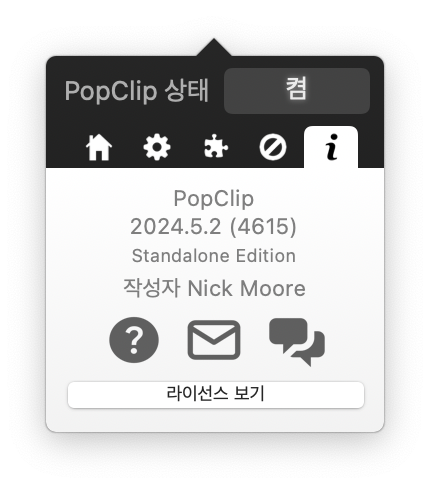 PopClip 상태 켬
PopClip
2024.5.2 (4615)
Standalone Edition
작성자 Nick Moore
라이선스 보기